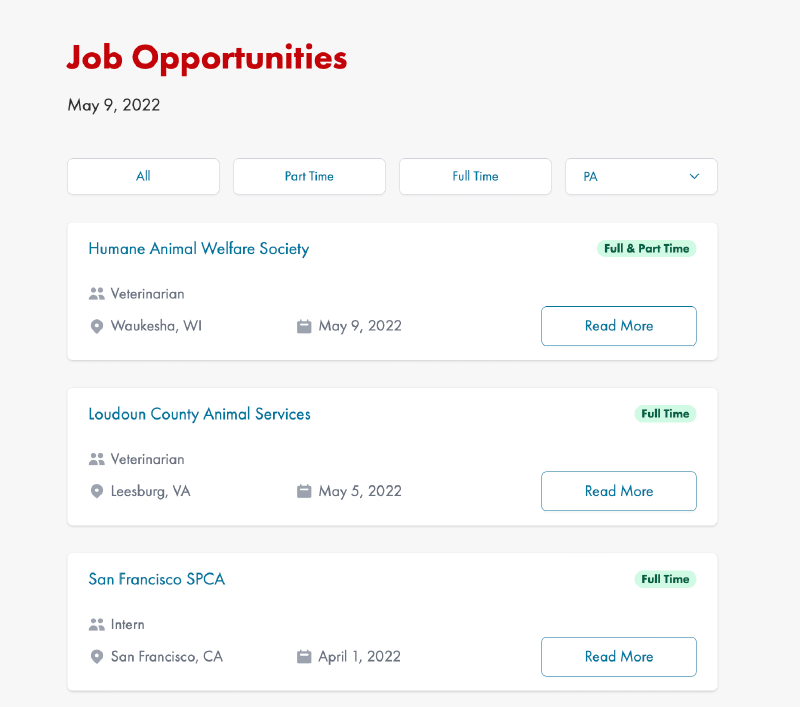 Job Opportunities
May 9, 2022
All Part Time Full Time PA
Humane Animal Welfare Society Full & Part Time
Veterinarian
Waukesha, WI May 9, 2022 Read More
Loudoun County Animal Services Full Time
Veterinarian
Leesburg, VA May 5, 2022 Read More
San Francisco SPCA Full Time
Intern
San Francisco, CA April 1, 2022 Read More